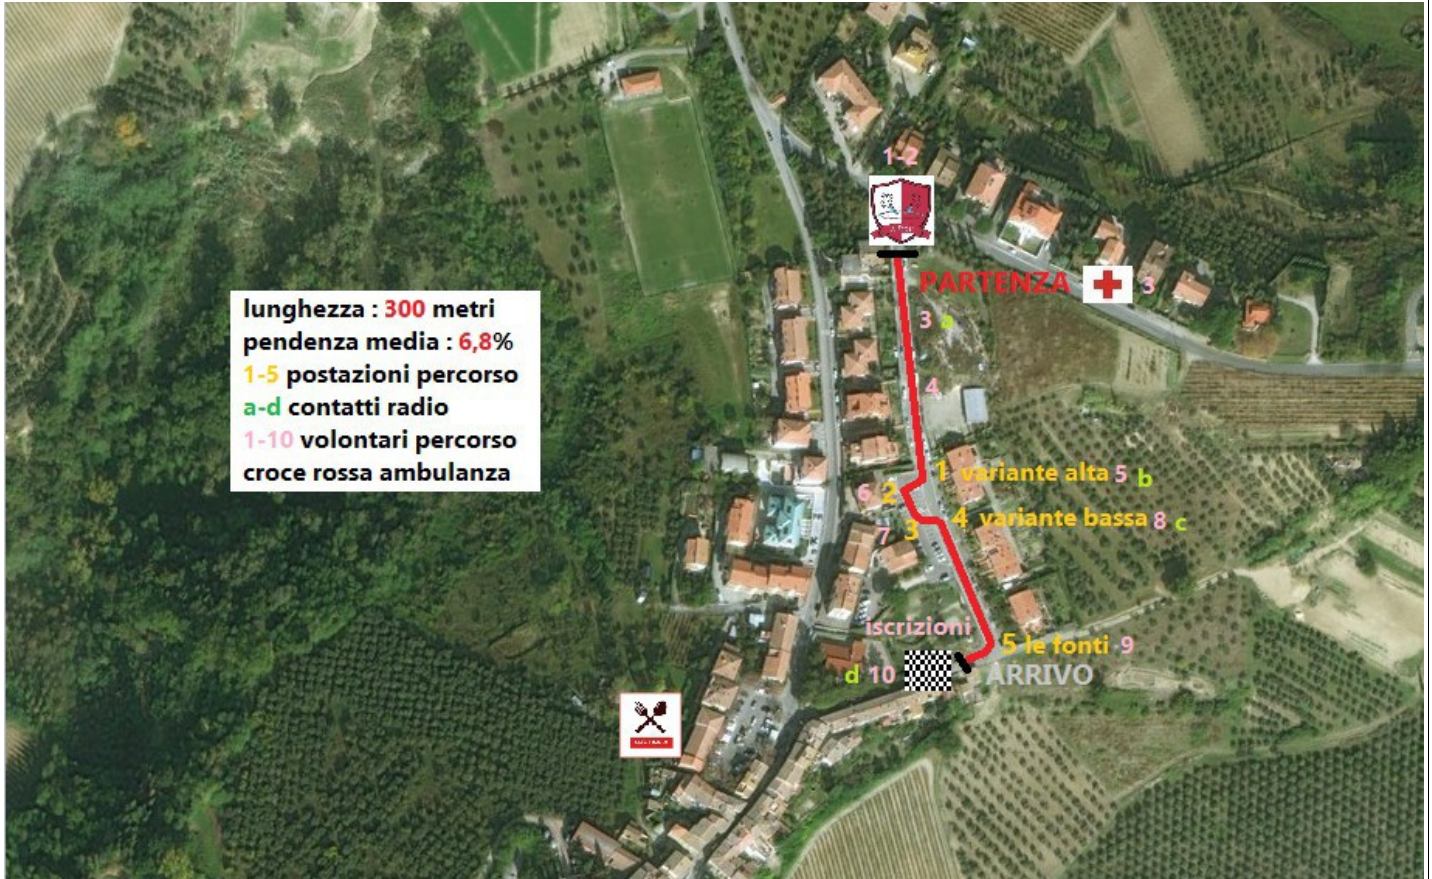 1-2
PARTENZA 3
3 a
4
lunghezza : 300 metri
pendenza media : 6,8%
1-5 postazioni percorso
a-d contatti radio
1-10 volontari percorso
croce rossa ambulanza
1 variante alta 5 b
6 2
4 variante bassa 8 c
7 3
iscrizioni
5 le fonti 9
d 10 ARRIVO